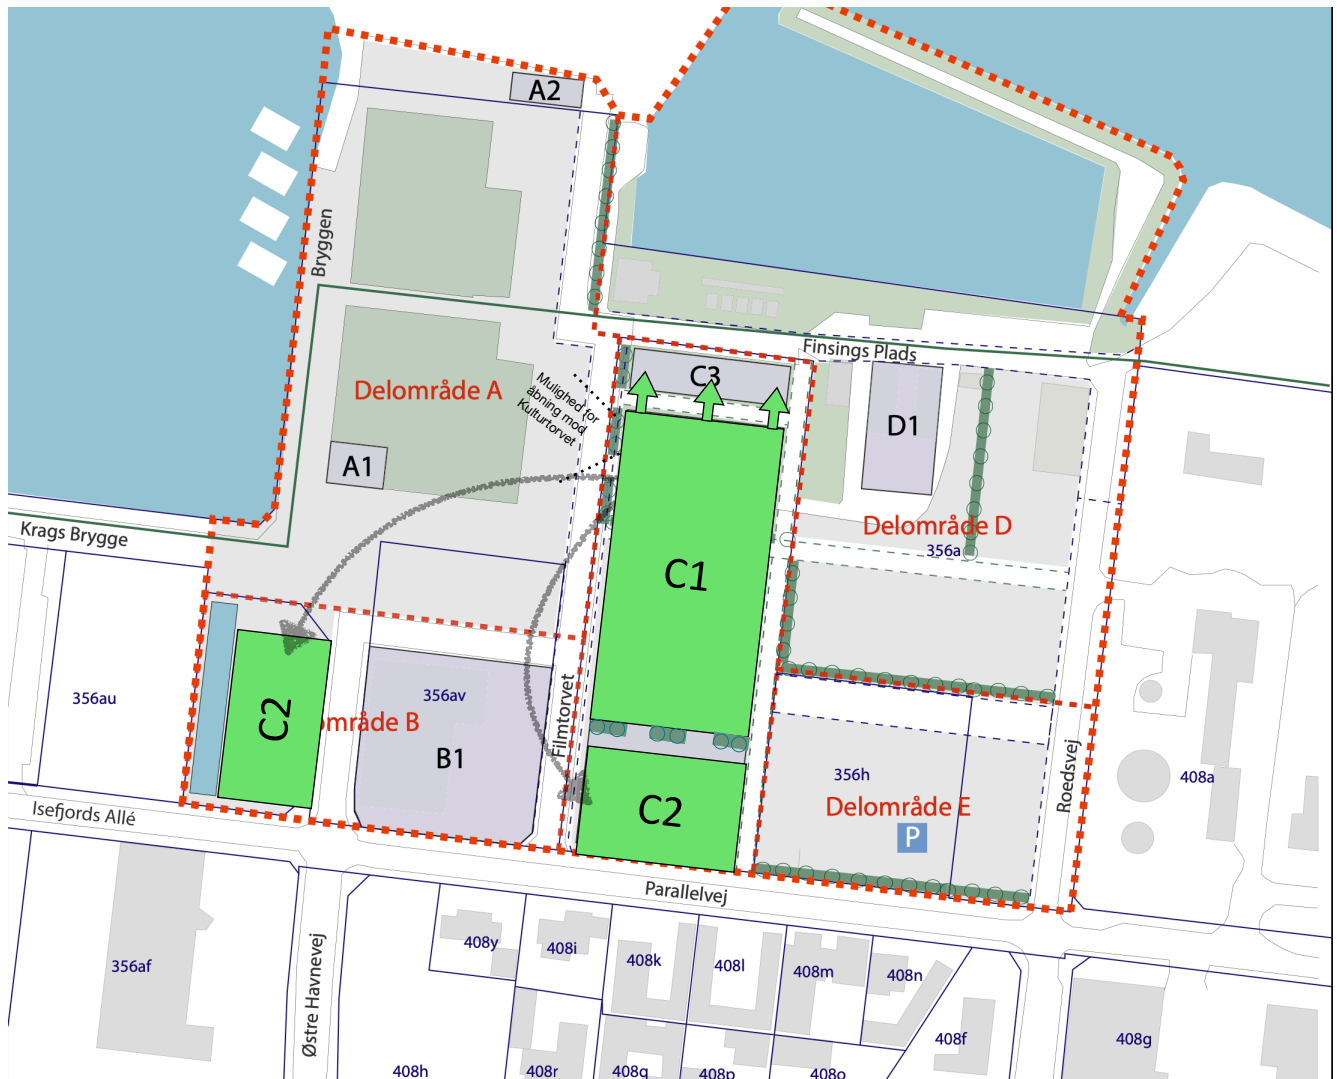 A2
Bryggen
Finsings Plads
C3
Delområde A
Mulighed for
åbning mod
Kulturtorvet
D1
A1
Krags Brygge
Delområde D
356a
C1
356au
C2
område B
356av
B1
Filmtorvet
356h
Delområde E
P
C2
Roedsvej
408a
Isefjords Allé
Parallelvej
Østre Havnevej
356af
408y
408i
408k
408l
408m
408n
408f
408g
408h
408r
408q
408p
408o